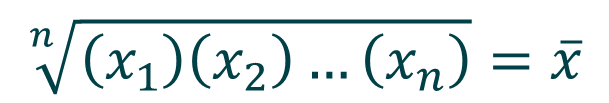 ⁿ√(x₁)(x₂) … (xₙ) = x̄